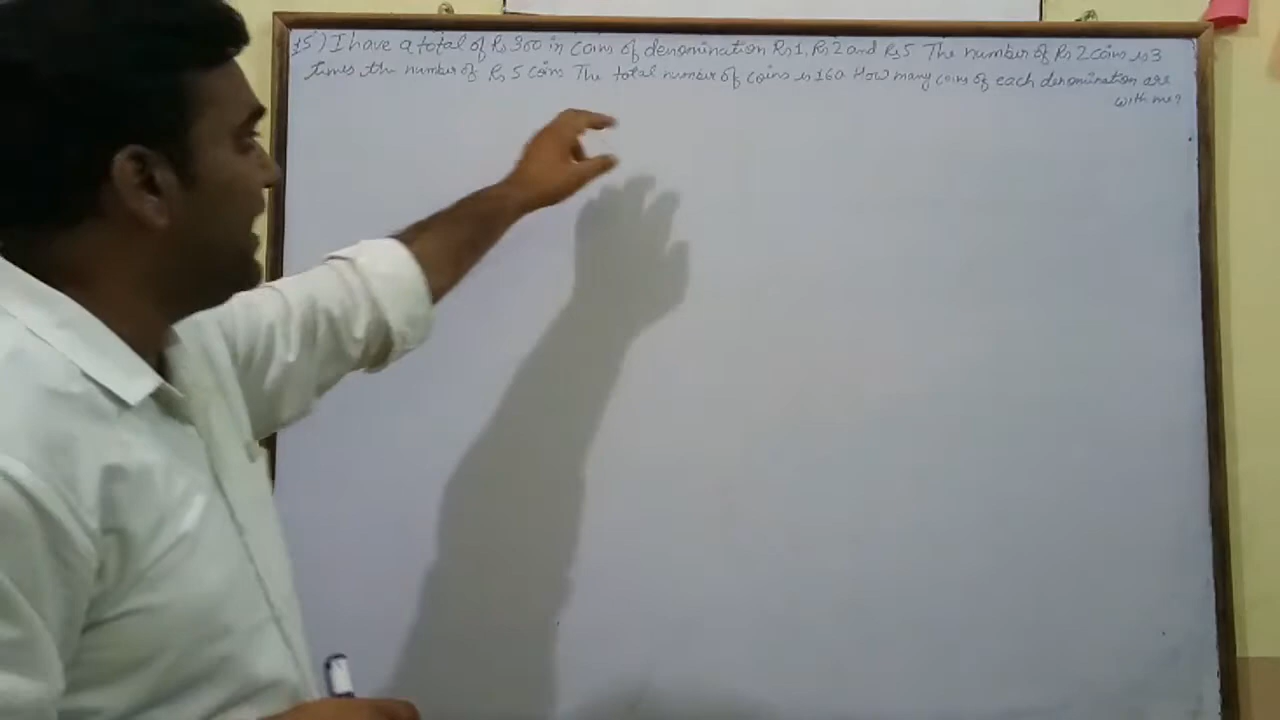 15) I have a total of Rs 300 in coins of denomination Rs 1, Rs 2 and Rs 5 The number of Rs 2 coins is 3
times the number of Rs 5 coins The total number of coins is 160 How many coins of each denomination are
with me?